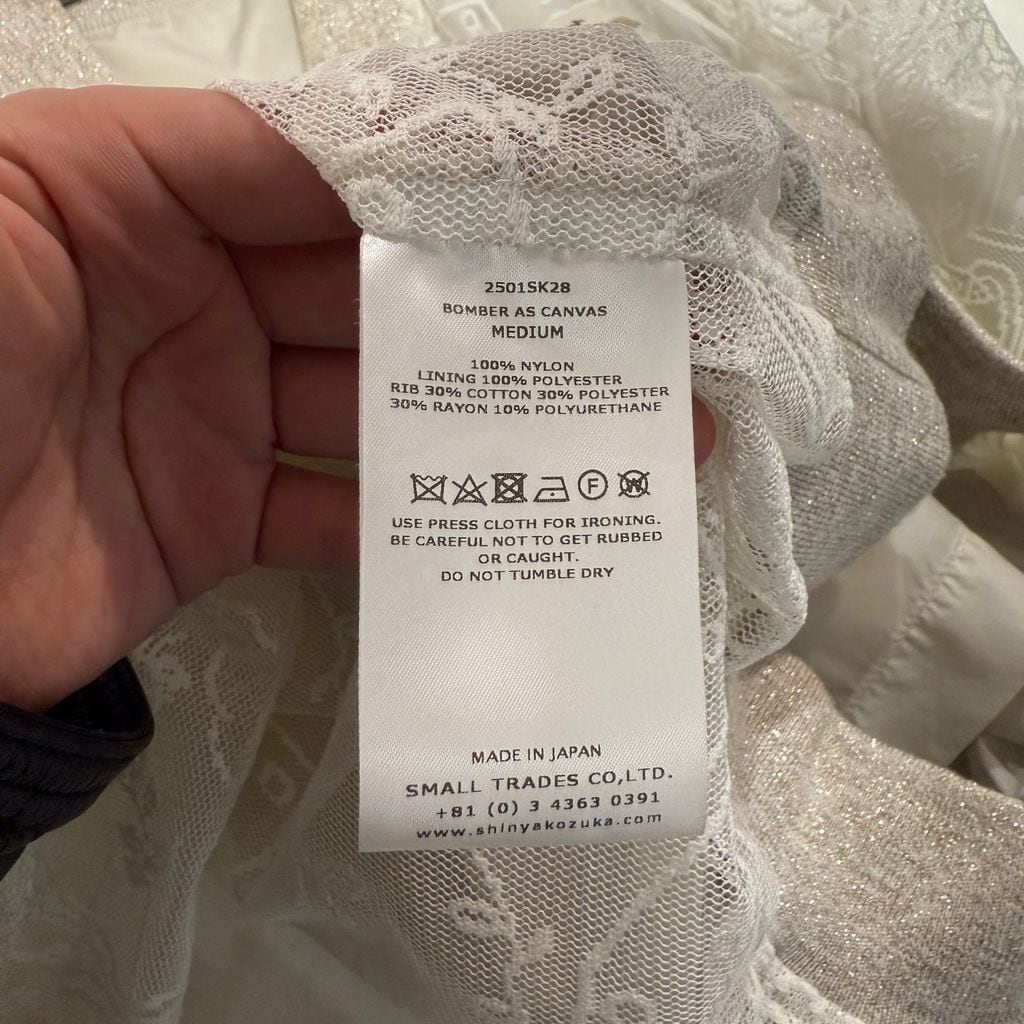 2501SK28
BOMBER AS CANVAS
MEDIUM
100% NYLON
LINING 100% POLYESTER
RIB 30% COTTON 30% POLYESTER
30% RAYON 10% POLYURETHANE
F W
USE PRESS CLOTH FOR IRONING.
BE CAREFUL NOT TO GET RUBBED
OR CAUGHT.
DO NOT TUMBLE DRY
MADE IN JAPAN
SMALL TRADES CO,LTD.
+81 (0) 3 4363 0391
www.shinyakozuka.com